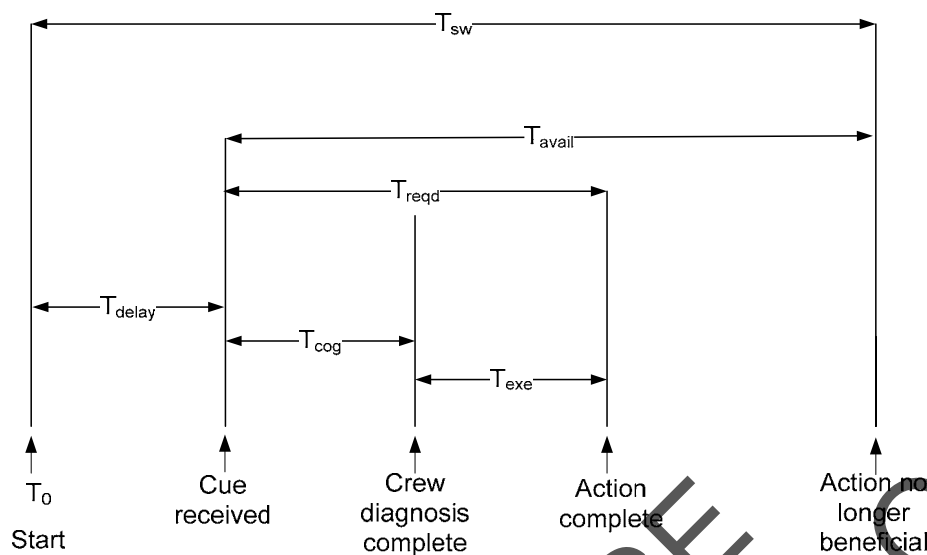 T_sw
T_avail
T_reqd
T_delay
T_cog
T_exe
T_0
Start
Cue
received
Crew
diagnosis
complete
Action
complete
Action no
longer
beneficial